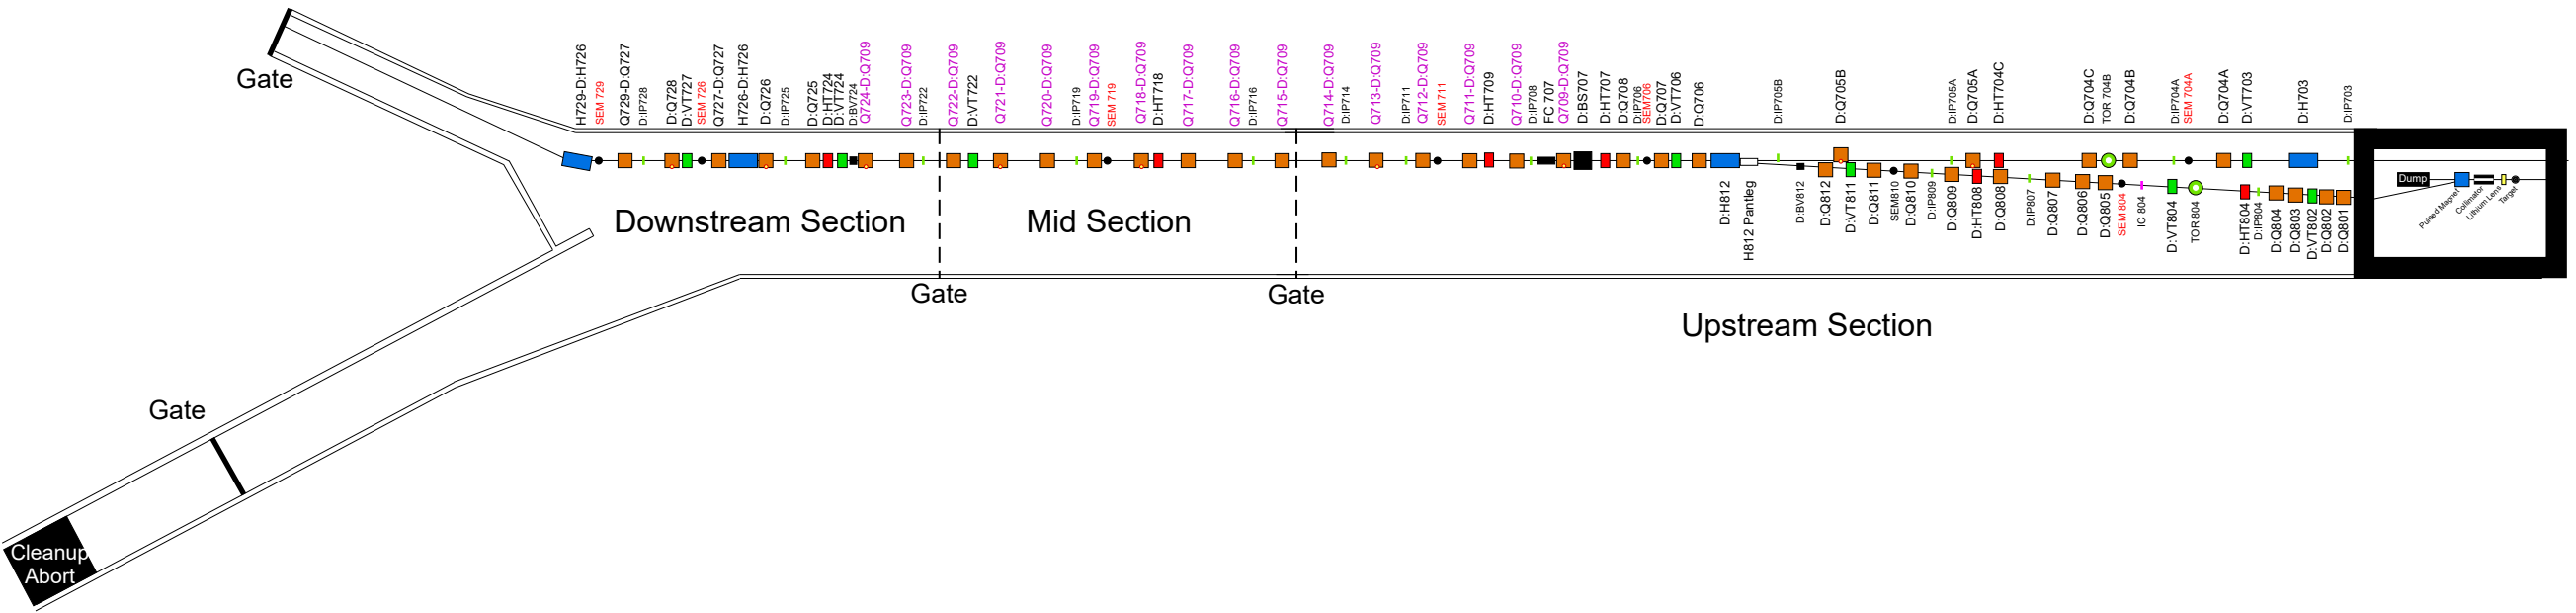 Gate
H729-D:H726
SEM 729
Q729-D:Q727
D:IP728
D:Q728
D:VT727
SEM 726
Q727-D:Q727
H726-D:H726
D:Q726
D:IP725
D:Q725
D:HT724
D:VT724
D:BV724
Q724-D:Q709
Q723-D:Q709
D:IP722
Q722-D:Q709
D:VT722
Q721-D:Q709
Q720-D:Q709
D:IP719
Q719-D:Q709
SEM 719
Q718-D:Q709
D:HT718
Q717-D:Q709
Q716-D:Q709
D:IP716
Q715-D:Q709
Q714-D:Q709
D:IP714
Q713-D:Q709
D:IP711
Q712-D:Q709
SEM 711
Q711-D:Q709
D:HT709
Q710-D:Q709
D:IP708
FC 707
Q709-D:Q709
D:BS707
D:HT707
D:Q708
D:IP706
SEM706
D:Q707
D:VT706
D:Q706
D:IP705B
D:Q705B
D:IP705A
D:Q705A
D:HT704C
D:Q704C
TOR 704B
D:Q704B
D:IP704A
SEM 704A
D:Q704A
D:VT703
D:H703
D:IP703
D:H812
H812 Pantleg
D:BV812
D:Q812
D:VT811
D:Q811
SEM810
D:Q810
D:IP809
D:Q809
D:HT808
D:Q808
D:IP807
D:Q807
D:Q806
D:Q805
SEM 804
IC 804
D:VT804
TOR 804
D:HT804
D:IP804
D:Q804
D:Q803
D:VT802
D:Q802
D:Q801
Dump
Pulsed Magnet
Collimator
Lithium Lens
Target
Downstream Section
Mid Section
Gate
Gate
Upstream Section
Gate
Cleanup
Abort